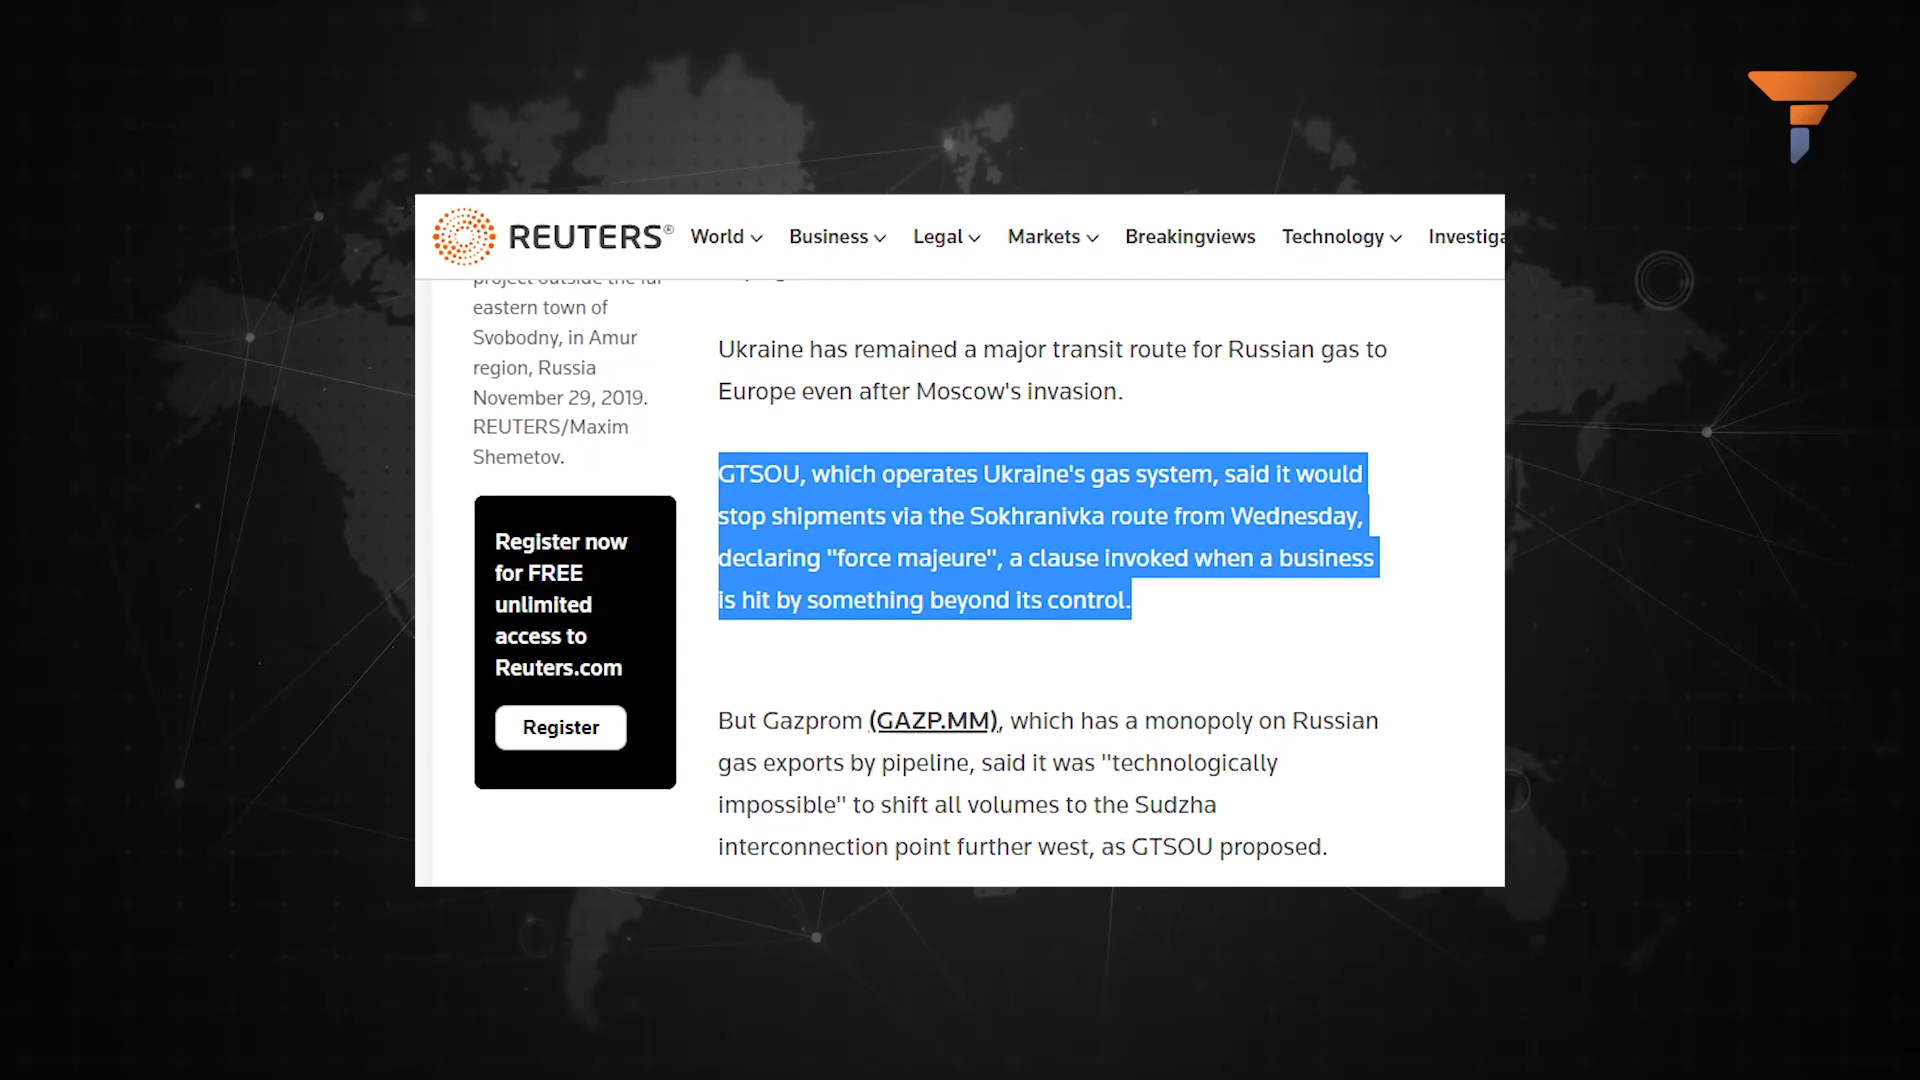 REUTERS®
World
Business
Legal
Markets
Breakingviews
Technology
Investiga
project outside the far
eastern town of
Svobodny, in Amur
region, Russia
November 29, 2019.
REUTERS/Maxim
Shemetov.
Register now
for FREE
unlimited
access to
Reuters.com
Register
Ukraine has remained a major transit route for Russian gas to
Europe even after Moscow's invasion.
GTSOU, which operates Ukraine's gas system, said it would
stop shipments via the Sokhranivka route from Wednesday,
declaring "force majeure", a clause invoked when a business
is hit by something beyond its control.
But Gazprom (GAZP.MM), which has a monopoly on Russian
gas exports by pipeline, said it was "technologically
impossible" to shift all volumes to the Sudzha
interconnection point further west, as GTSOU proposed.